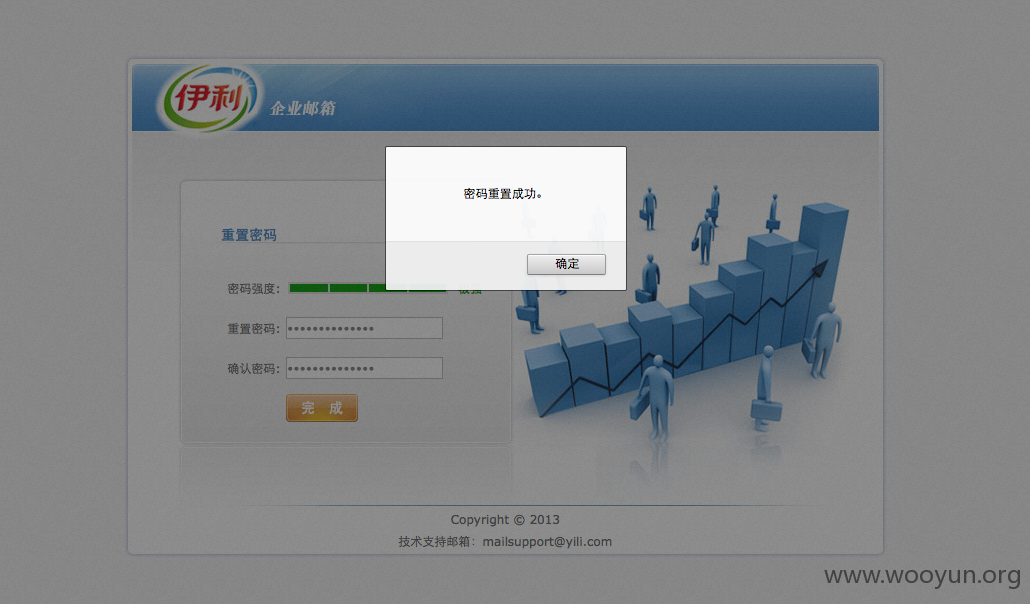 伊利
企业邮箱
密码重置成功。
确定
重置密码
密码强度：
重置密码：
确认密码：
完 成
Copyright © 2013
技术支持邮箱：mailsupport@yili.com
www.wooyun.org